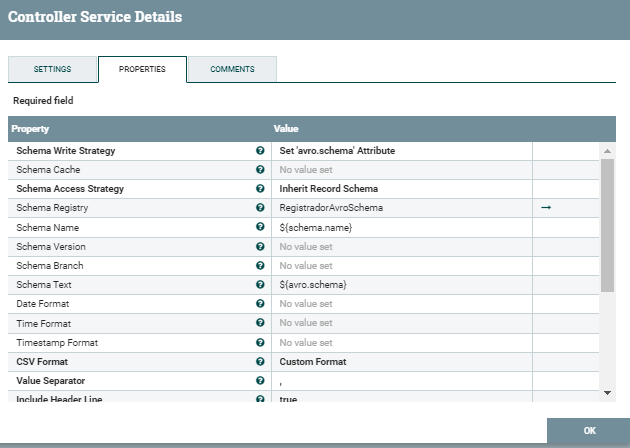 Controller Service Details
SETTINGS PROPERTIES COMMENTS
Required field
Property Value
Schema Write Strategy Set 'avro.schema' Attribute
Schema Cache No value set
Schema Access Strategy Inherit Record Schema
Schema Registry RegistradorAvroSchema
Schema Name ${schema.name}
Schema Version No value set
Schema Branch No value set
Schema Text ${avro.schema}
Date Format No value set
Time Format No value set
Timestamp Format No value set
CSV Format Custom Format
Value Separator ,
Include Header Line true
OK